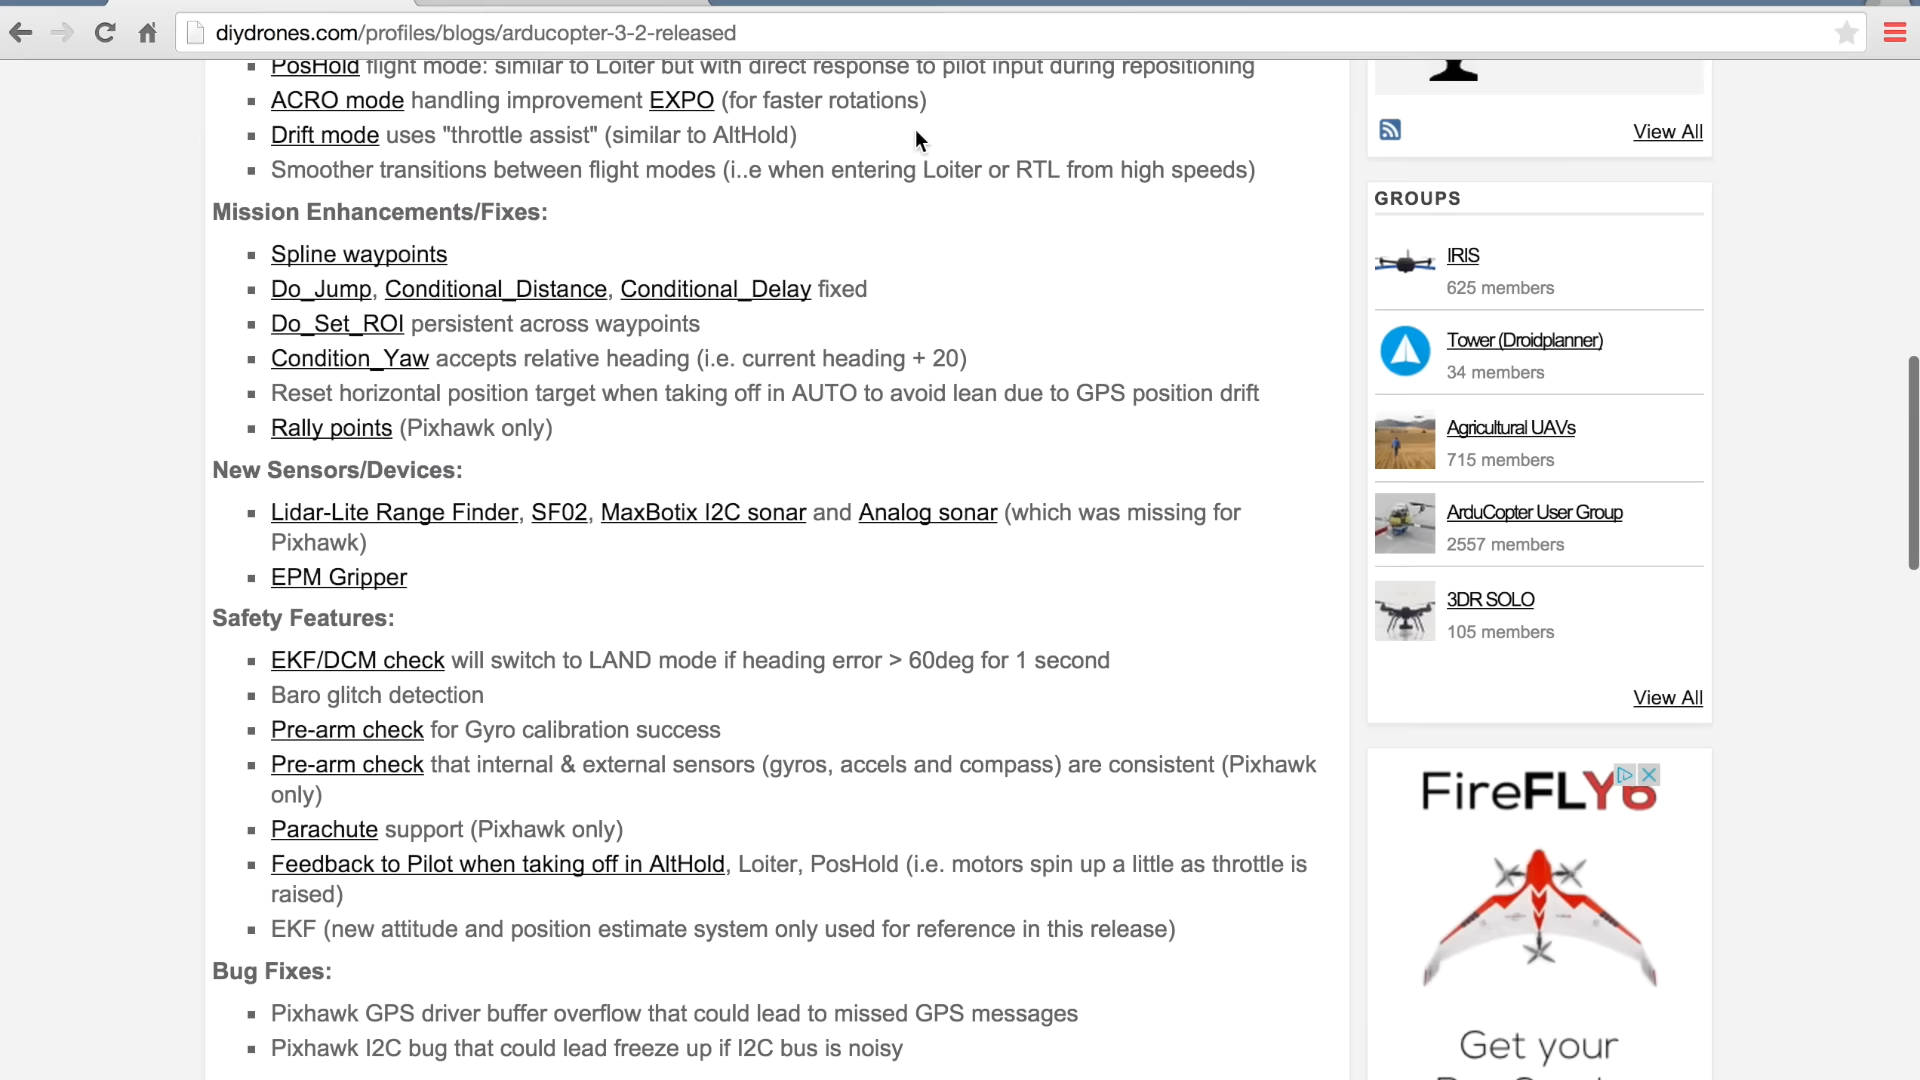 diydrones.com/profiles/blogs/arducopter-3-2-released
PosHold flight mode: similar to Loiter but with direct response to pilot input during repositioning
ACRO mode handling improvement EXPO (for faster rotations)
Drift mode uses "throttle assist" (similar to AltHold)
Smoother transitions between flight modes (i..e when entering Loiter or RTL from high speeds)
Mission Enhancements/Fixes:
Spline waypoints
Do_Jump, Conditional_Distance, Conditional_Delay fixed
Do_Set_ROI persistent across waypoints
Condition_Yaw accepts relative heading (i.e. current heading + 20)
Reset horizontal position target when taking off in AUTO to avoid lean due to GPS position drift
Rally points (Pixhawk only)
New Sensors/Devices:
Lidar-Lite Range Finder, SF02, MaxBotix I2C sonar and Analog sonar (which was missing for
Pixhawk)
EPM Gripper
Safety Features:
EKF/DCM check will switch to LAND mode if heading error > 60deg for 1 second
Baro glitch detection
Pre-arm check for Gyro calibration success
Pre-arm check that internal & external sensors (gyros, accels and compass) are consistent (Pixhawk
only)
Parachute support (Pixhawk only)
Feedback to Pilot when taking off in AltHold, Loiter, PosHold (i.e. motors spin up a little as throttle is
raised)
EKF (new attitude and position estimate system only used for reference in this release)
Bug Fixes:
Pixhawk GPS driver buffer overflow that could lead to missed GPS messages
Pixhawk I2C bug that could lead freeze up if I2C bus is noisy
View All
GROUPS
IRIS
625 members
Tower (Droidplanner)
34 members
Agricultural UAVs
715 members
ArduCopter User Group
2557 members
3DR SOLO
105 members
View All
FireFLY6
Get your